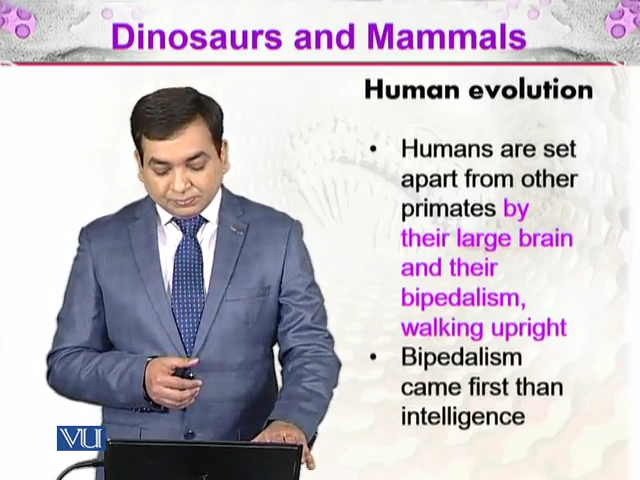 Dinosaurs and Mammals
Human evolution
• Humans are set
apart from other
primates by
their large brain
and their
bipedalism,
walking upright
• Bipedalism
came first than
intelligence
VU